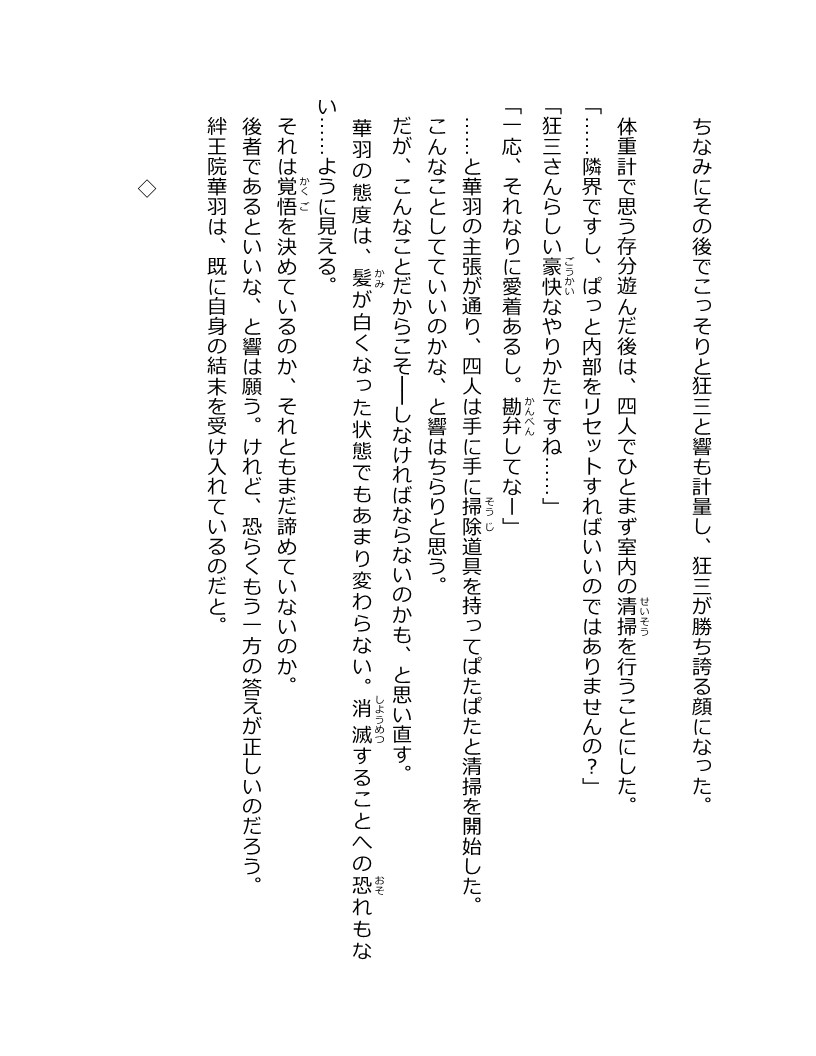 ちなみにその後でこっそりと狂三と響も計量し、狂三が勝ち誇る顔になった。
体重計で思う存分遊んだ後は、四人でひとまず室内の清掃を行うことにした。
「……隣界ですし、ぱっと内部をリセットすればいいのではありませんの？」
「狂三さんらしい豪快なやりかたですね……」
「一応、それなりに愛着あるし。勘弁してなー」
……と華羽の主張が通り、四人は手に手に掃除道具を持ってぱたぱたと清掃を開始した。
こんなことしてていいのかな、と響はちらりと思う。
だが、こんなことだからこそ――しなければならないのかも、と思い直す。
華羽の態度は、髪が白くなった状態でもあまり変わらない。消滅することへの恐れもな
い……ように見える。
それは覚悟を決めているのか、それともまだ諦めていないのか。
後者であるといいな、と響は願う。けれど、恐らくもう一方の答えが正しいのだろう。
絆王院華羽は、既に自身の結末を受け入れているのだと。
◇